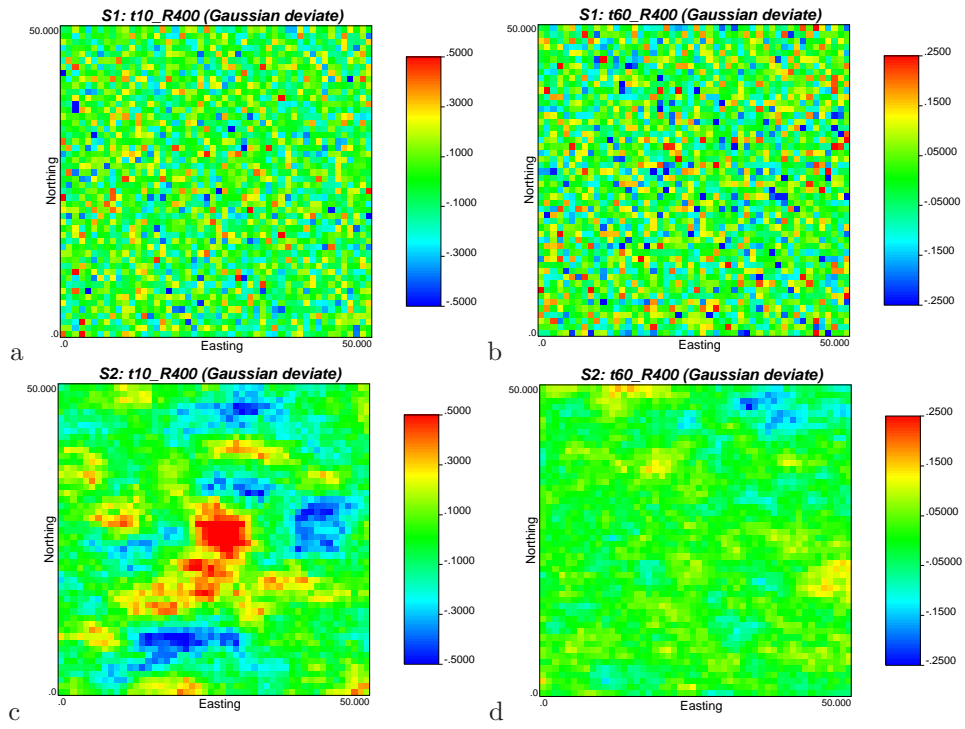 S1: t10_R400 (Gaussian deviate)
50.000
Northing
.0
.0
Easting
50.000
.5000
.3000
.1000
-.1000
-.3000
-.5000
a
S1: t60_R400 (Gaussian deviate)
50.000
Northing
.0
.0
Easting
50.000
.2500
.1500
.05000
-.05000
-.1500
-.2500
b
S2: t10_R400 (Gaussian deviate)
50.000
Northing
.0
.0
Easting
50.000
.5000
.3000
.1000
-.1000
-.3000
-.5000
c
S2: t60_R400 (Gaussian deviate)
50.000
Northing
.0
.0
Easting
50.000
.2500
.1500
.05000
-.05000
-.1500
-.2500
d